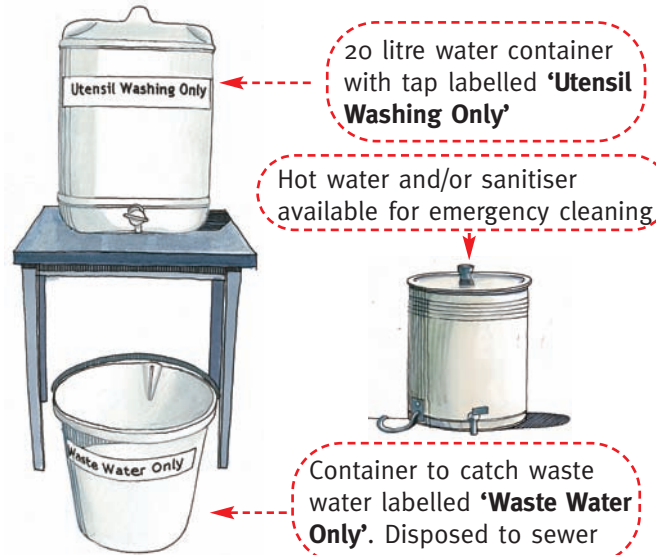 Utensil Washing Only
20 litre water container
with tap labelled ‘Utensil
Washing Only’
Hot water and/or sanitiser
available for emergency cleaning
Waste Water Only
Container to catch waste
water labelled ‘Waste Water
Only’. Disposed to sewer